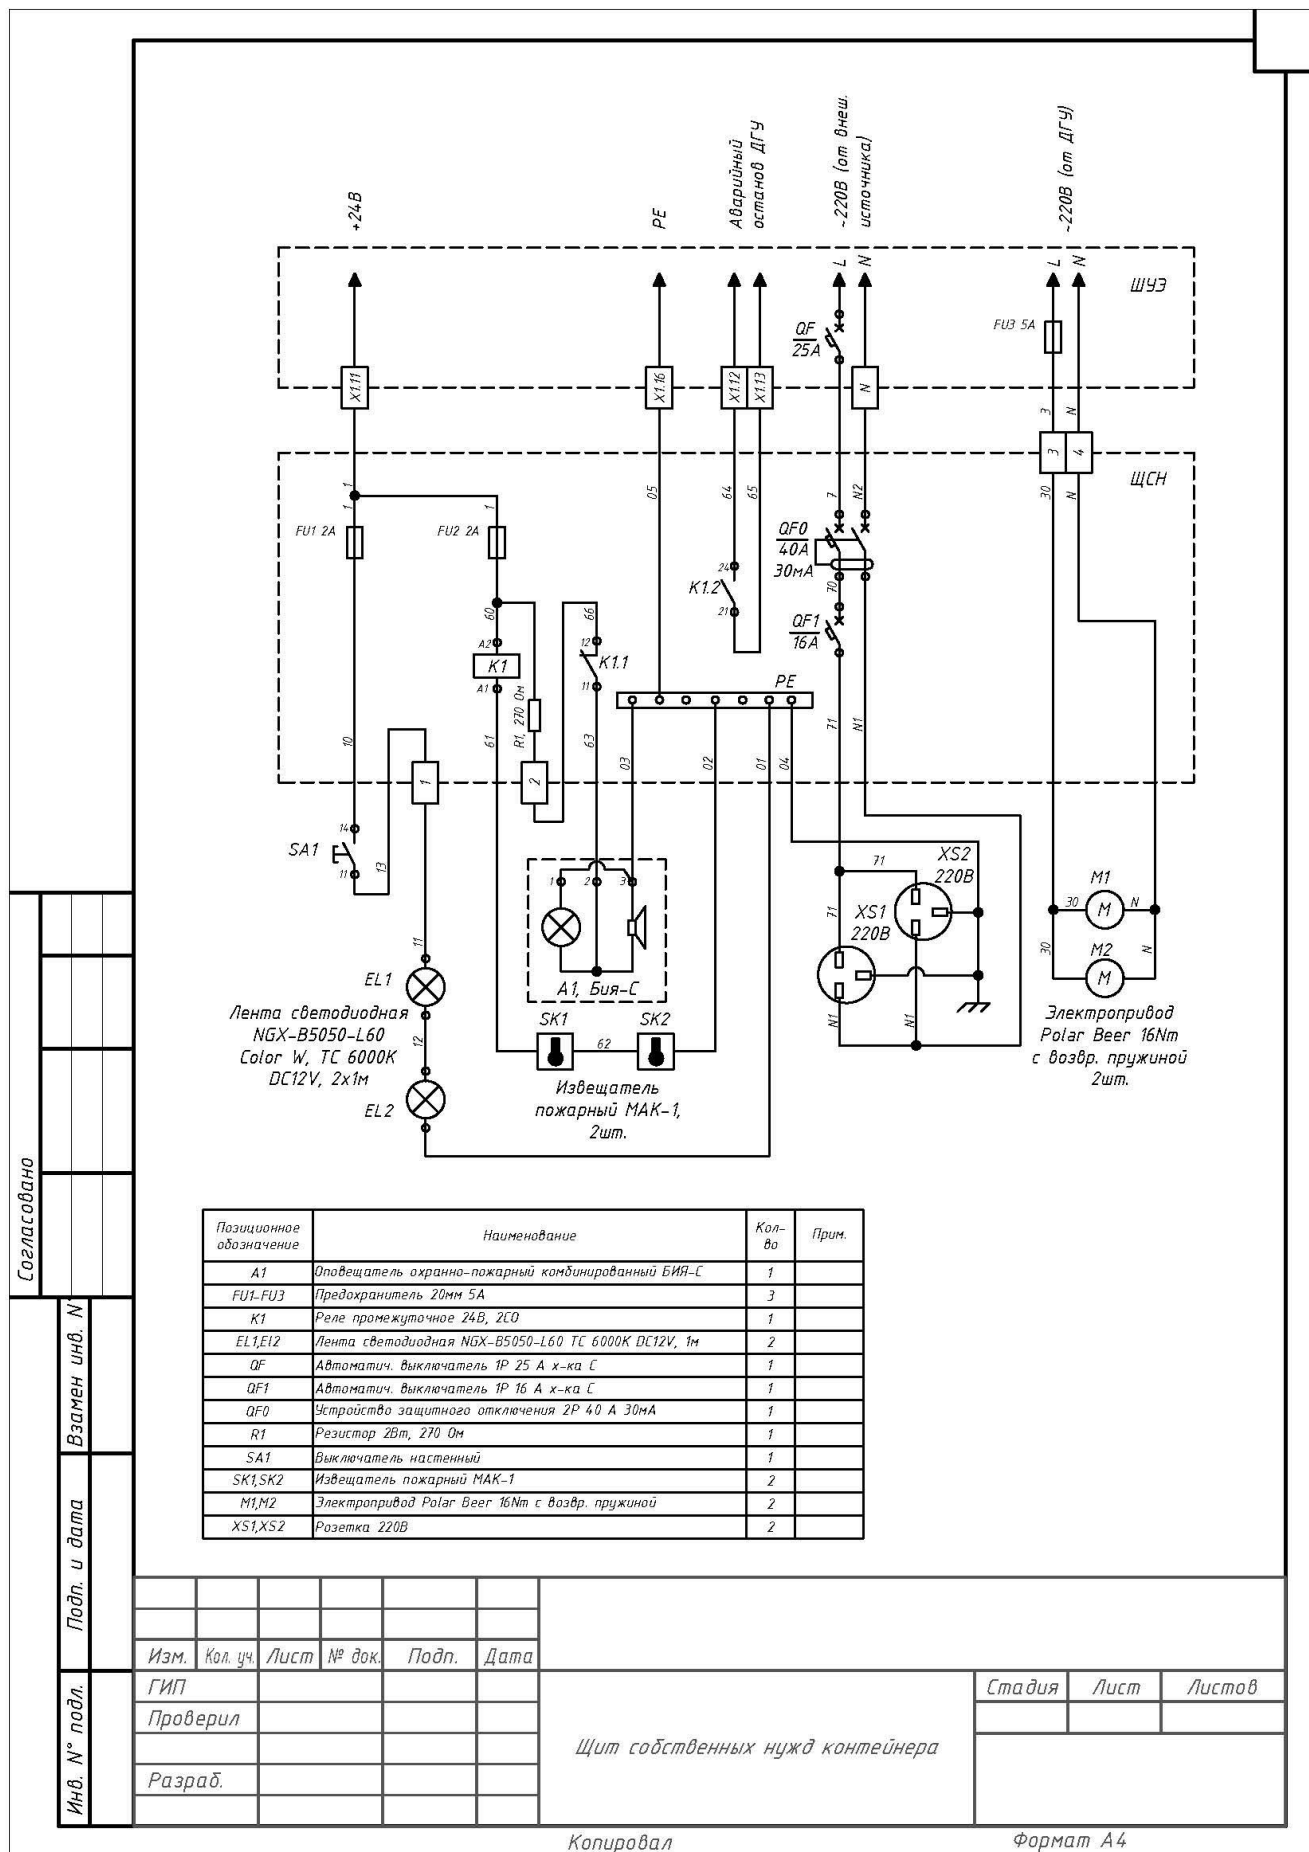 +24В
PE
Аварийный
останов ДГУ
~220В (от внеш.
источника)
~220В (от ДГУ)
L
N
L
N
ШУЭ
QF
25А
FU3 5А
X1.11
X1.16
X1.12
X1.13
N
3
N
3
4
ЩСН
1
1
1
05
64
65
7
N2
30
N
FU1 2А
FU2 2А
QF0
40А
30мА
24
K1.2
21
70
QF1
16А
60
A2
K1
A1
66
12
K1.1
11
R1, 270 Ом
PE
10
61
63
03
02
01
04
71
N1
1
2
14
SA1
11
13
1
2
3
71
XS2
220В
71
XS1
220В
M1
30
M
N
30
M2
M
N
11
EL1
А1, Бия-С
N1
N1
Лента светодиодная
NGX-B5050-L60
Color W, TC 6000K
DC12V, 2x1м
12
EL2
SK1
62
SK2
Извещатель
пожарный МАК-1,
2шт.
Электропривод
Polar Beer 16Nm
с возвр. пружиной
2шт.
Позиционное обозначение
Наименование
Кол-во
Прим.
A1 Оповещатель охранно-пожарный комбинированный БИЯ-С 1
FU1-FU3 Предохранитель 20мм 5А 3
K1 Реле промежуточное 24В, 2СО 1
EL1,El2 Лента светодиодная NGX-B5050-L60 TC 6000K DC12V, 1м 2
QF Автоматич. выключатель 1Р 25 А х-ка С 1
QF1 Автоматич. выключатель 1Р 16 А х-ка С 1
QF0 Устройство защитного отключения 2Р 40 А 30мА 1
R1 Резистор 2Вт, 270 Ом 1
SA1 Выключатель настенный 1
SK1,SK2 Извещатель пожарный МАК-1 2
M1,M2 Электропривод Polar Beer 16Nm с возвр. пружиной 2
XS1,XS2 Розетка 220В 2
Согласовано
Взамен инв. N°
Подп. и дата
Инв. N° подл.
Изм. Кол. уч. Лист № док. Подп. Дата
ГИП
Проверил
Разраб.
Щит собственных нужд контейнера
Стадия Лист Листов
Копировал
Формат А4